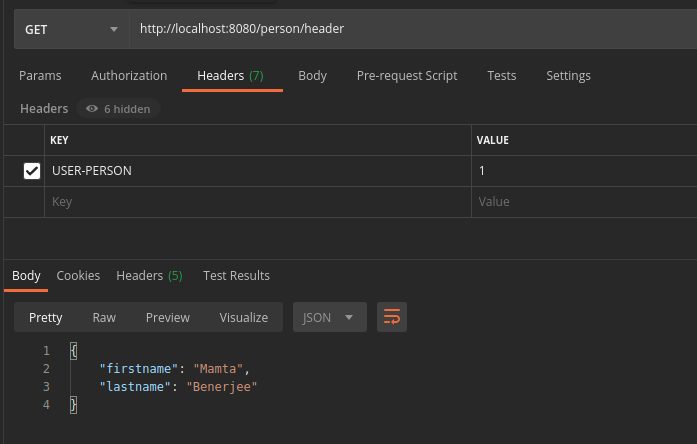 GET http://localhost:8080/person/header
Params Authorization Headers (7) Body Pre-request Script Tests Settings
Headers 6 hidden
KEY VALUE
USER-PERSON 1
Key Value
Body Cookies Headers (5) Test Results
Pretty Raw Preview Visualize JSON
1 {
2 "firstname": "Mamta",
3 "lastname": "Benerjee"
4 }